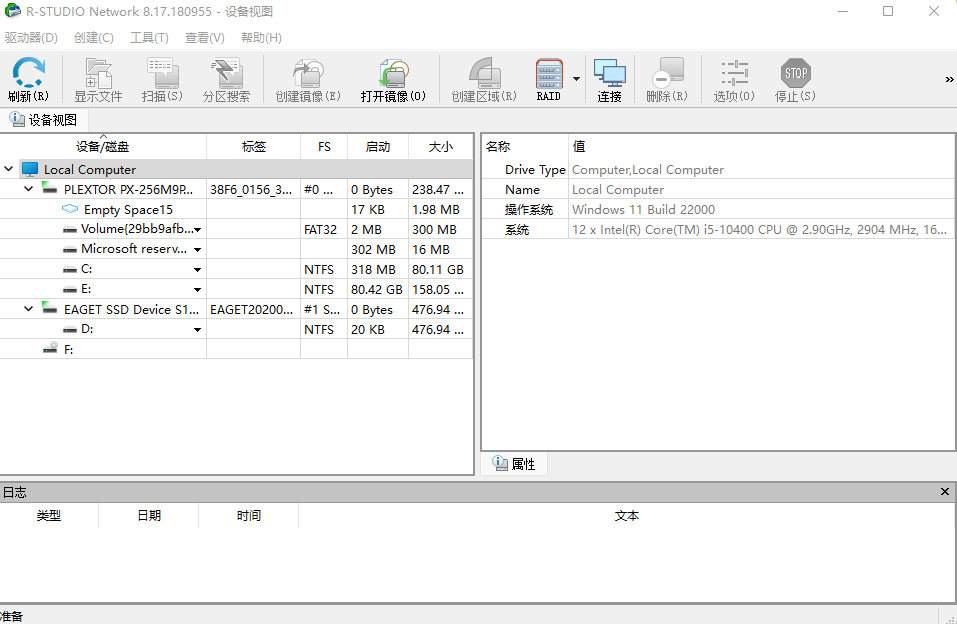 R-STUDIO Network 8.17.180955 - 设备视图
驱动器(D) 创建(C) 工具(T) 查看(V) 帮助(H)
刷新(R) 显示文件 扫描(S) 分区搜索 创建镜像(E) 打开镜像(O) 创建区域(R) RAID 连接 删除(R) 选项(O) STOP 停止(S) »
设备视图
设备/磁盘 标签 FS 启动 大小
Local Computer
PLEXTOR PX-256M9P... 38F6_0156_3... #0 ... 0 Bytes 238.47 ...
Empty Space15 17 KB 1.98 MB
Volume{29bb9afb... FAT32 2 MB 300 MB
Microsoft reserv... 302 MB 16 MB
C: NTFS 318 MB 80.11 GB
E: NTFS 80.42 GB 158.05 ...
EAGET SSD Device S1... EAGET20200... #1 S... 0 Bytes 476.94 ...
D: NTFS 20 KB 476.94 ...
F:
名称 值
Drive Type Computer,Local Computer
Name Local Computer
操作系统 Windows 11 Build 22000
系统 12 x Intel(R) Core(TM) i5-10400 CPU @ 2.90GHz, 2904 MHz, 16...
属性
日志
类型 日期 时间 文本
准备